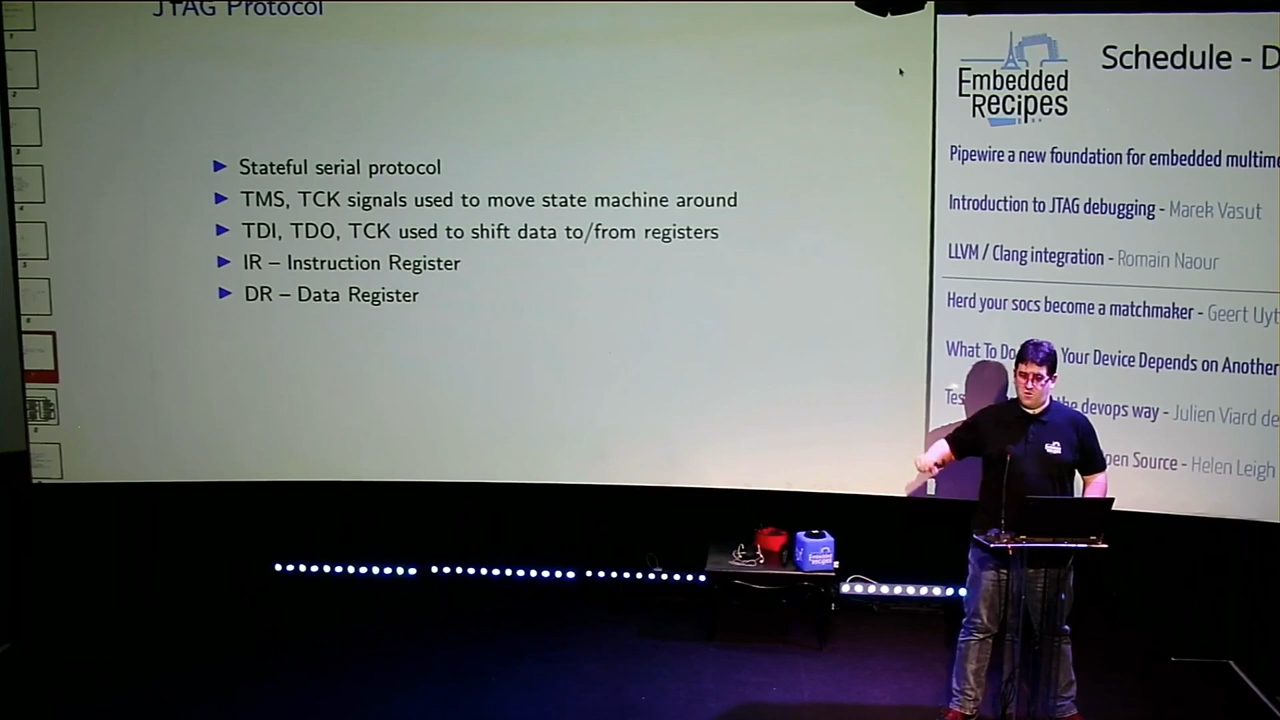 JTAG Protocol
Stateful serial protocol
TMS, TCK signals used to move state machine around
TDI, TDO, TCK used to shift data to/from registers
IR – Instruction Register
DR – Data Register
Embedded
Recipes
Schedule - D
Pipewire a new foundation for embedded multime
Introduction to JTAG debugging - Marek Vasut
LLVM / Clang integration - Romain Naour
Herd your socs become a matchmaker - Geert Uyt
What To Do Your Device Depends on Another
Tes he devops way - Julien Viard de
pen Source - Helen Leigh
Embedded
Recipes